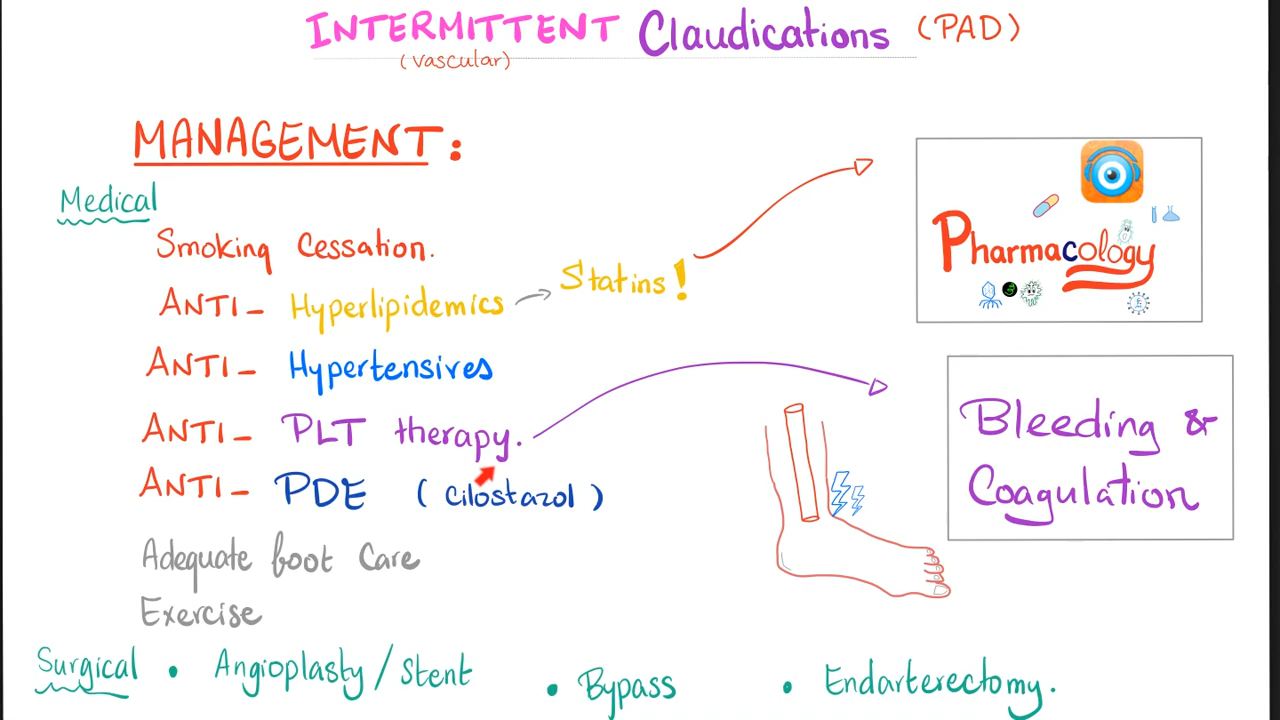 INTERMITTENT Claudications (PAD)
(vascular)
MANAGEMENT:
Medical
Smoking Cessation.
ANTI - Hyperlipidemics → Statins!
ANTI - Hypertensives
ANTI - PLT therapy.
ANTI - PDE ( Cilostazol )
Adequate foot Care
Exercise
Pharmacology
Bleeding &
Coagulation
Surgical • Angioplasty / Stent • Bypass • Endarterectomy.